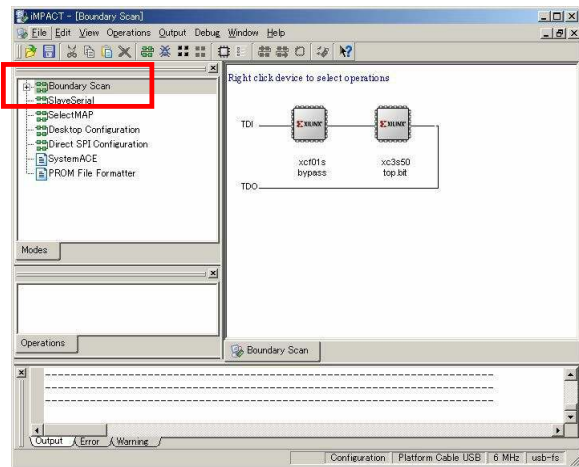 iMPACT - [Boundary Scan]
File Edit View Operations Output Debug Window Help
Boundary Scan
SlaveSerial
SelectMAP
Desktop Configuration
Direct SPI Configuration
SystemACE
PROM File Formatter
Modes
Operations
Right click device to select operations
TDI
XILINX XILINX
xcf01s xc3s50
bypass top.bit
TDO
Boundary Scan
Output Error Warning
Configuration Platform Cable USB 6 MHz usb-fs